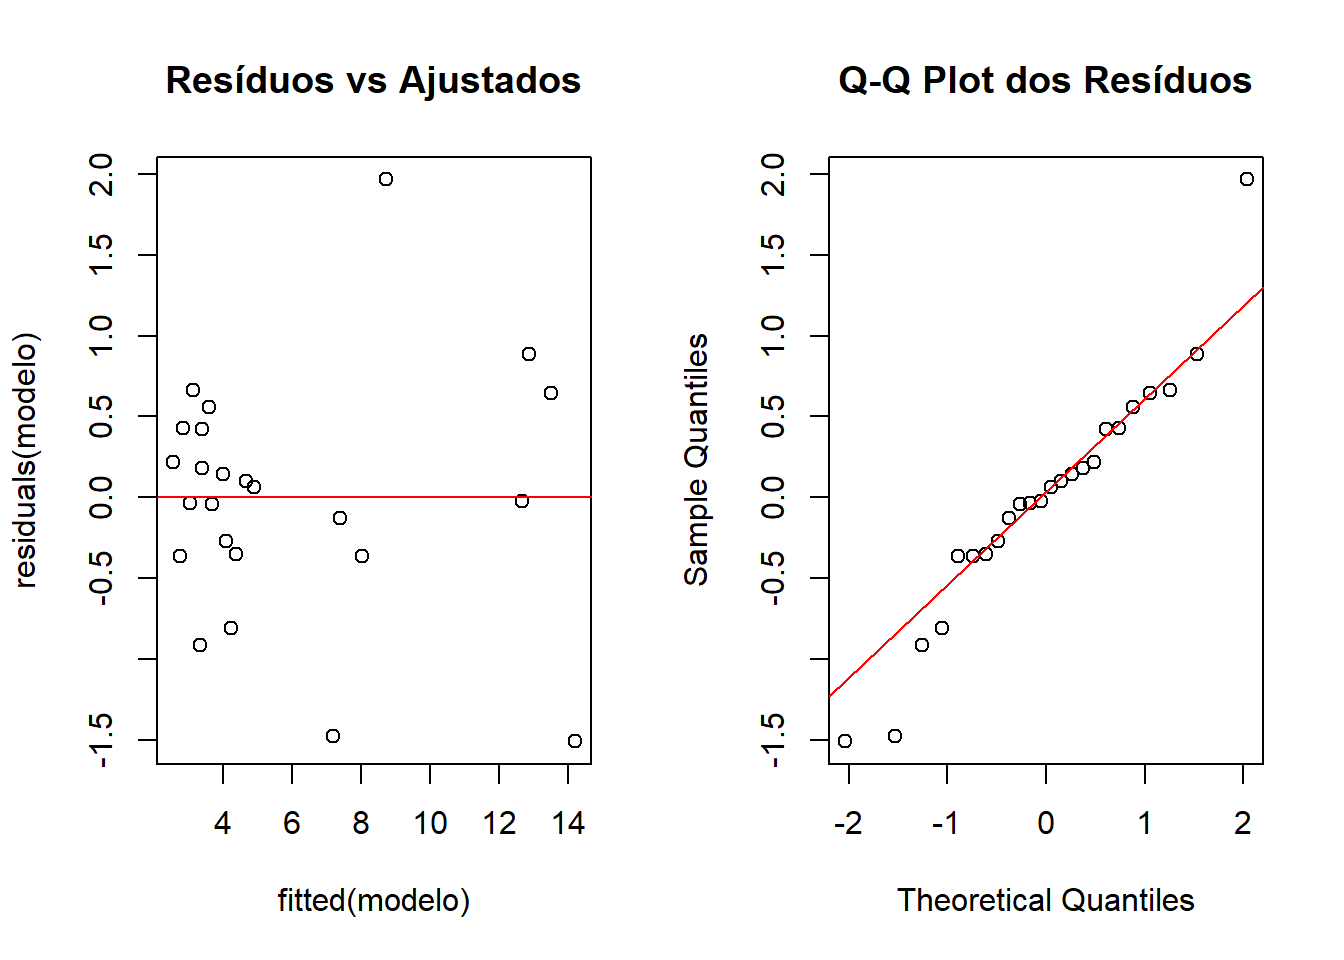 Resíduos vs Ajustados
residuals(modelo)
2.0
1.5
1.0
0.5
0.0
-0.5
-1.5
4 6 8 10 12 14
fitted(modelo)
Q-Q Plot dos Resíduos
Sample Quantiles
2.0
1.5
1.0
0.5
0.0
-0.5
-1.5
-2 -1 0 1 2
Theoretical Quantiles